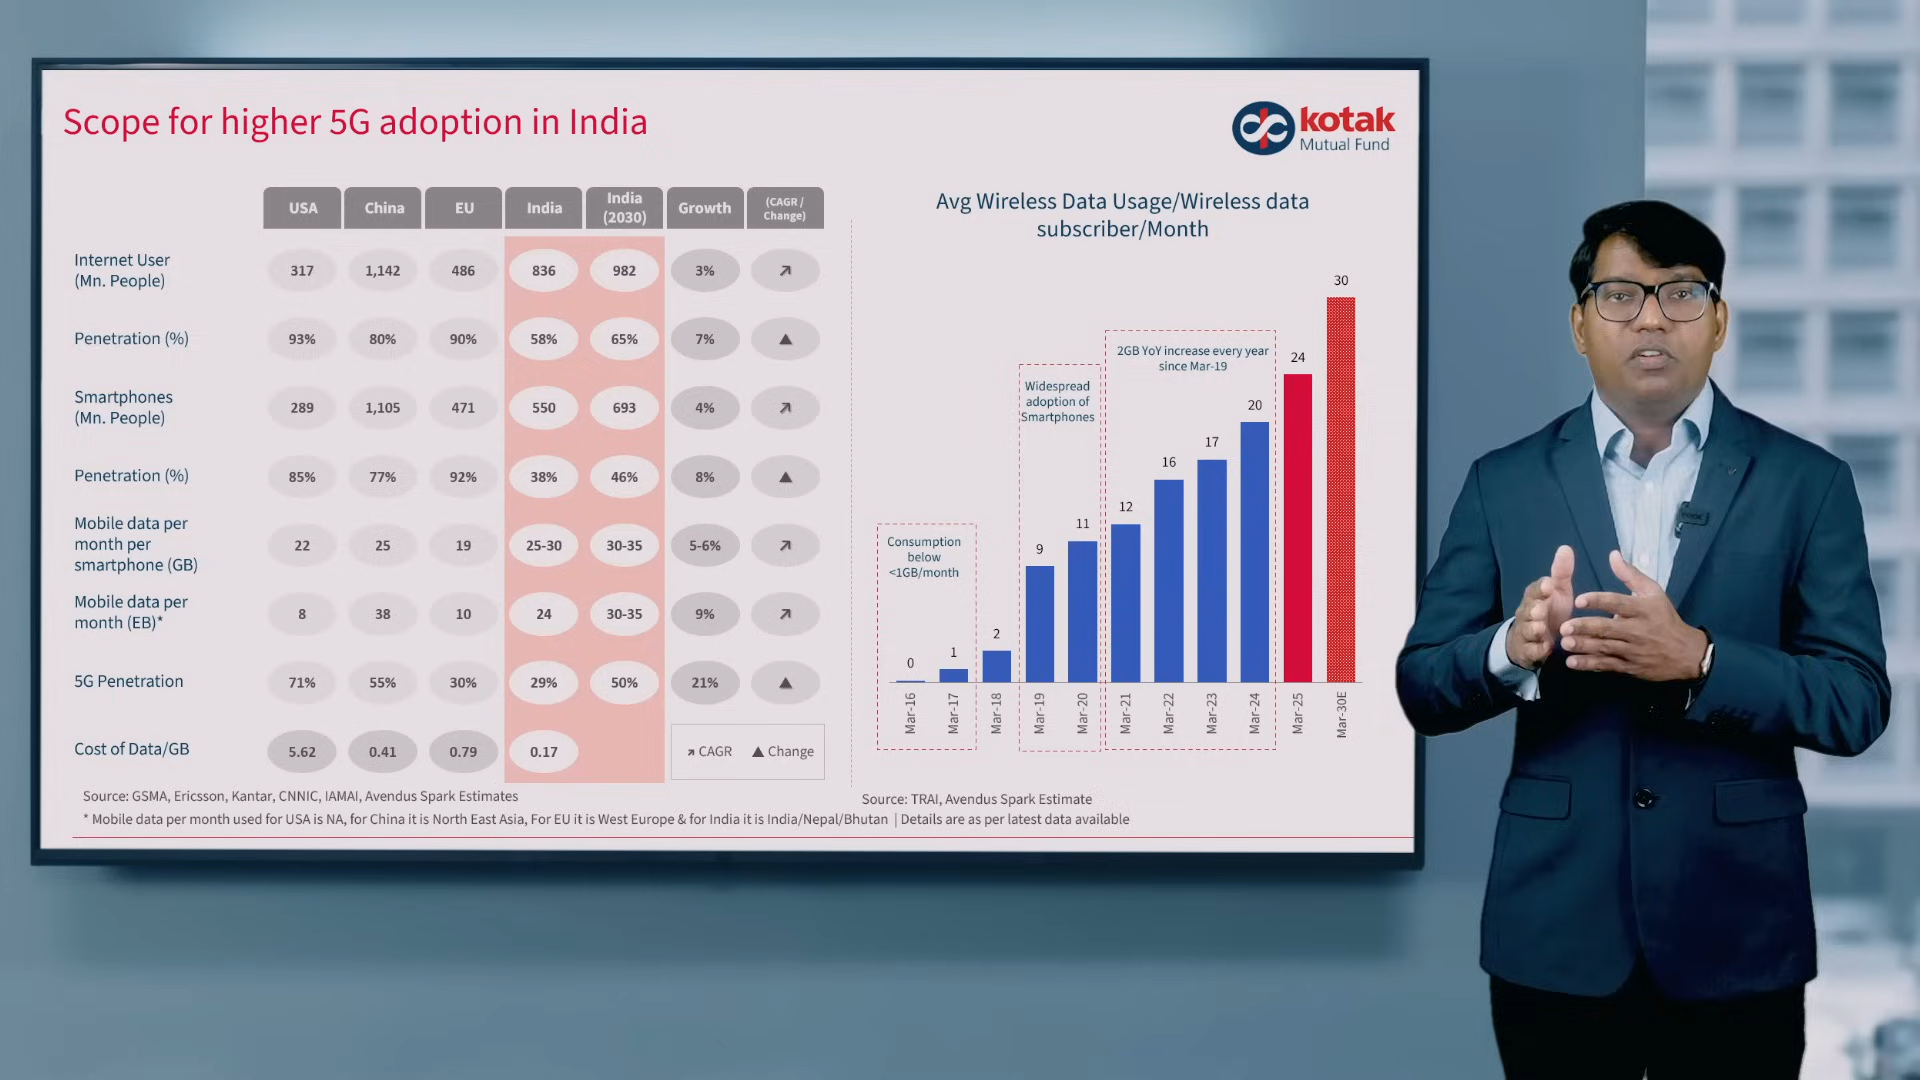 Scope for higher 5G adoption in India
kotak
Mutual Fund
USA China EU India India (2030) Growth (CAGR / Change)
Internet User
(Mn. People)
317 1,142 486 836 982 3%
Penetration (%) 93% 80% 90% 58% 65% 7% ▲
Smartphones
(Mn. People)
289 1,105 471 550 693 4%
Penetration (%) 85% 77% 92% 38% 46% 8% ▲
Mobile data per
month per
smartphone (GB)
22 25 19 25-30 30-35 5-6%
Mobile data per
month (EB)*
8 38 10 24 30-35 9%
5G Penetration 71% 55% 30% 29% 50% 21% ▲
Cost of Data/GB 5.62 0.41 0.79 0.17
CAGR ▲ Change
Source: GSMA, Ericsson, Kantar, CNNIC, IAMAI, Avendus Spark Estimates
* Mobile data per month used for USA is NA, for China it is North East Asia, For EU it is West Europe & for India it is India/Nepal/Bhutan | Details are as per latest data available
Avg Wireless Data Usage/Wireless data
subscriber/Month
Consumption
below
<1GB/month
Widespread
adoption of
Smartphones
2GB YoY increase every year
since Mar-19
0 1 2 9 11 12 16 17 20 24 30
Mar-16 Mar-17 Mar-18 Mar-19 Mar-20 Mar-21 Mar-22 Mar-23 Mar-24 Mar-25 Mar-30E
Source: TRAI, Avendus Spark Estimate